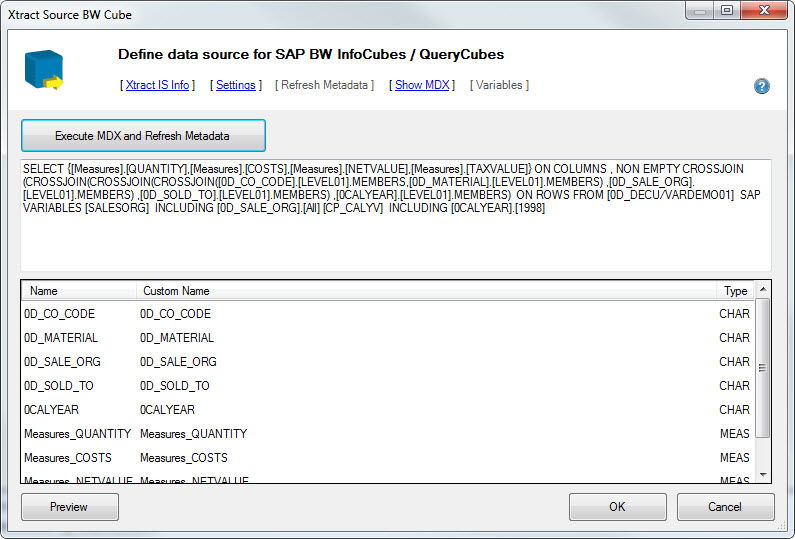 Xtract Source BW Cube
Define data source for SAP BW InfoCubes / QueryCubes
[ Xtract IS Info ] [ Settings ] [ Refresh Metadata ] [ Show MDX ] [ Variables ]
?
Execute MDX and Refresh Metadata
SELECT {[Measures].[QUANTITY],[Measures].[COSTS],[Measures].[NETVALUE],[Measures].[TAXVALUE]} ON COLUMNS , NON EMPTY CROSSJOIN
(CROSSJOIN(CROSSJOIN(CROSSJOIN([0D_CO_CODE].[LEVEL01].MEMBERS,[0D_MATERIAL].[LEVEL01].MEMBERS) ,[0D_SALE_ORG].
[LEVEL01].MEMBERS) ,[0D_SOLD_TO].[LEVEL01].MEMBERS) ,[0CALYEAR].[LEVEL01].MEMBERS) ON ROWS FROM [0D_DECU/VARDEMO01] SAP
VARIABLES [SALESORG] INCLUDING [0D_SALE_ORG].[All] [CP_CALYV] INCLUDING [0CALYEAR].[1998]
Name Custom Name Type
0D_CO_CODE 0D_CO_CODE CHAR
0D_MATERIAL 0D_MATERIAL CHAR
0D_SALE_ORG 0D_SALE_ORG CHAR
0D_SOLD_TO 0D_SOLD_TO CHAR
0CALYEAR 0CALYEAR CHAR
Measures_QUANTITY Measures_QUANTITY MEAS
Measures_COSTS Measures_COSTS MEAS
Measures_NETVALUE Measures_NETVALUE MEAS
Preview OK Cancel